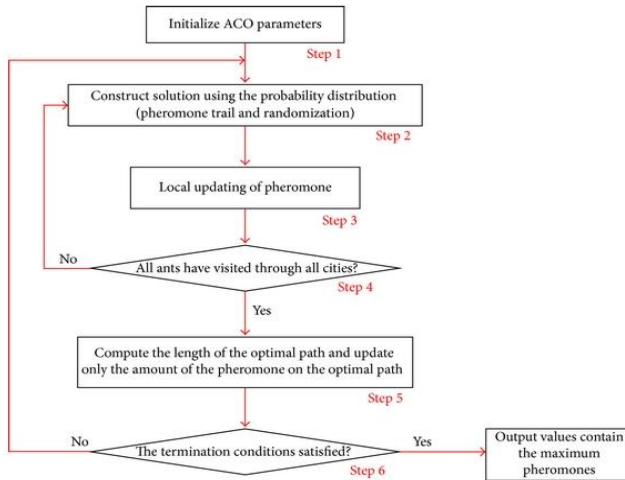 Initialize ACO parameters
Step 1
Construct solution using the probability distribution
(pheromone trail and randomization)
Step 2
Local updating of pheromone
Step 3
No
All ants have visited through all cities?
Step 4
Yes
Compute the length of the optimal path and update
only the amount of the pheromone on the optimal path
Step 5
No
The termination conditions satisfied?
Yes
Step 6
Output values contain
the maximum
pheromones